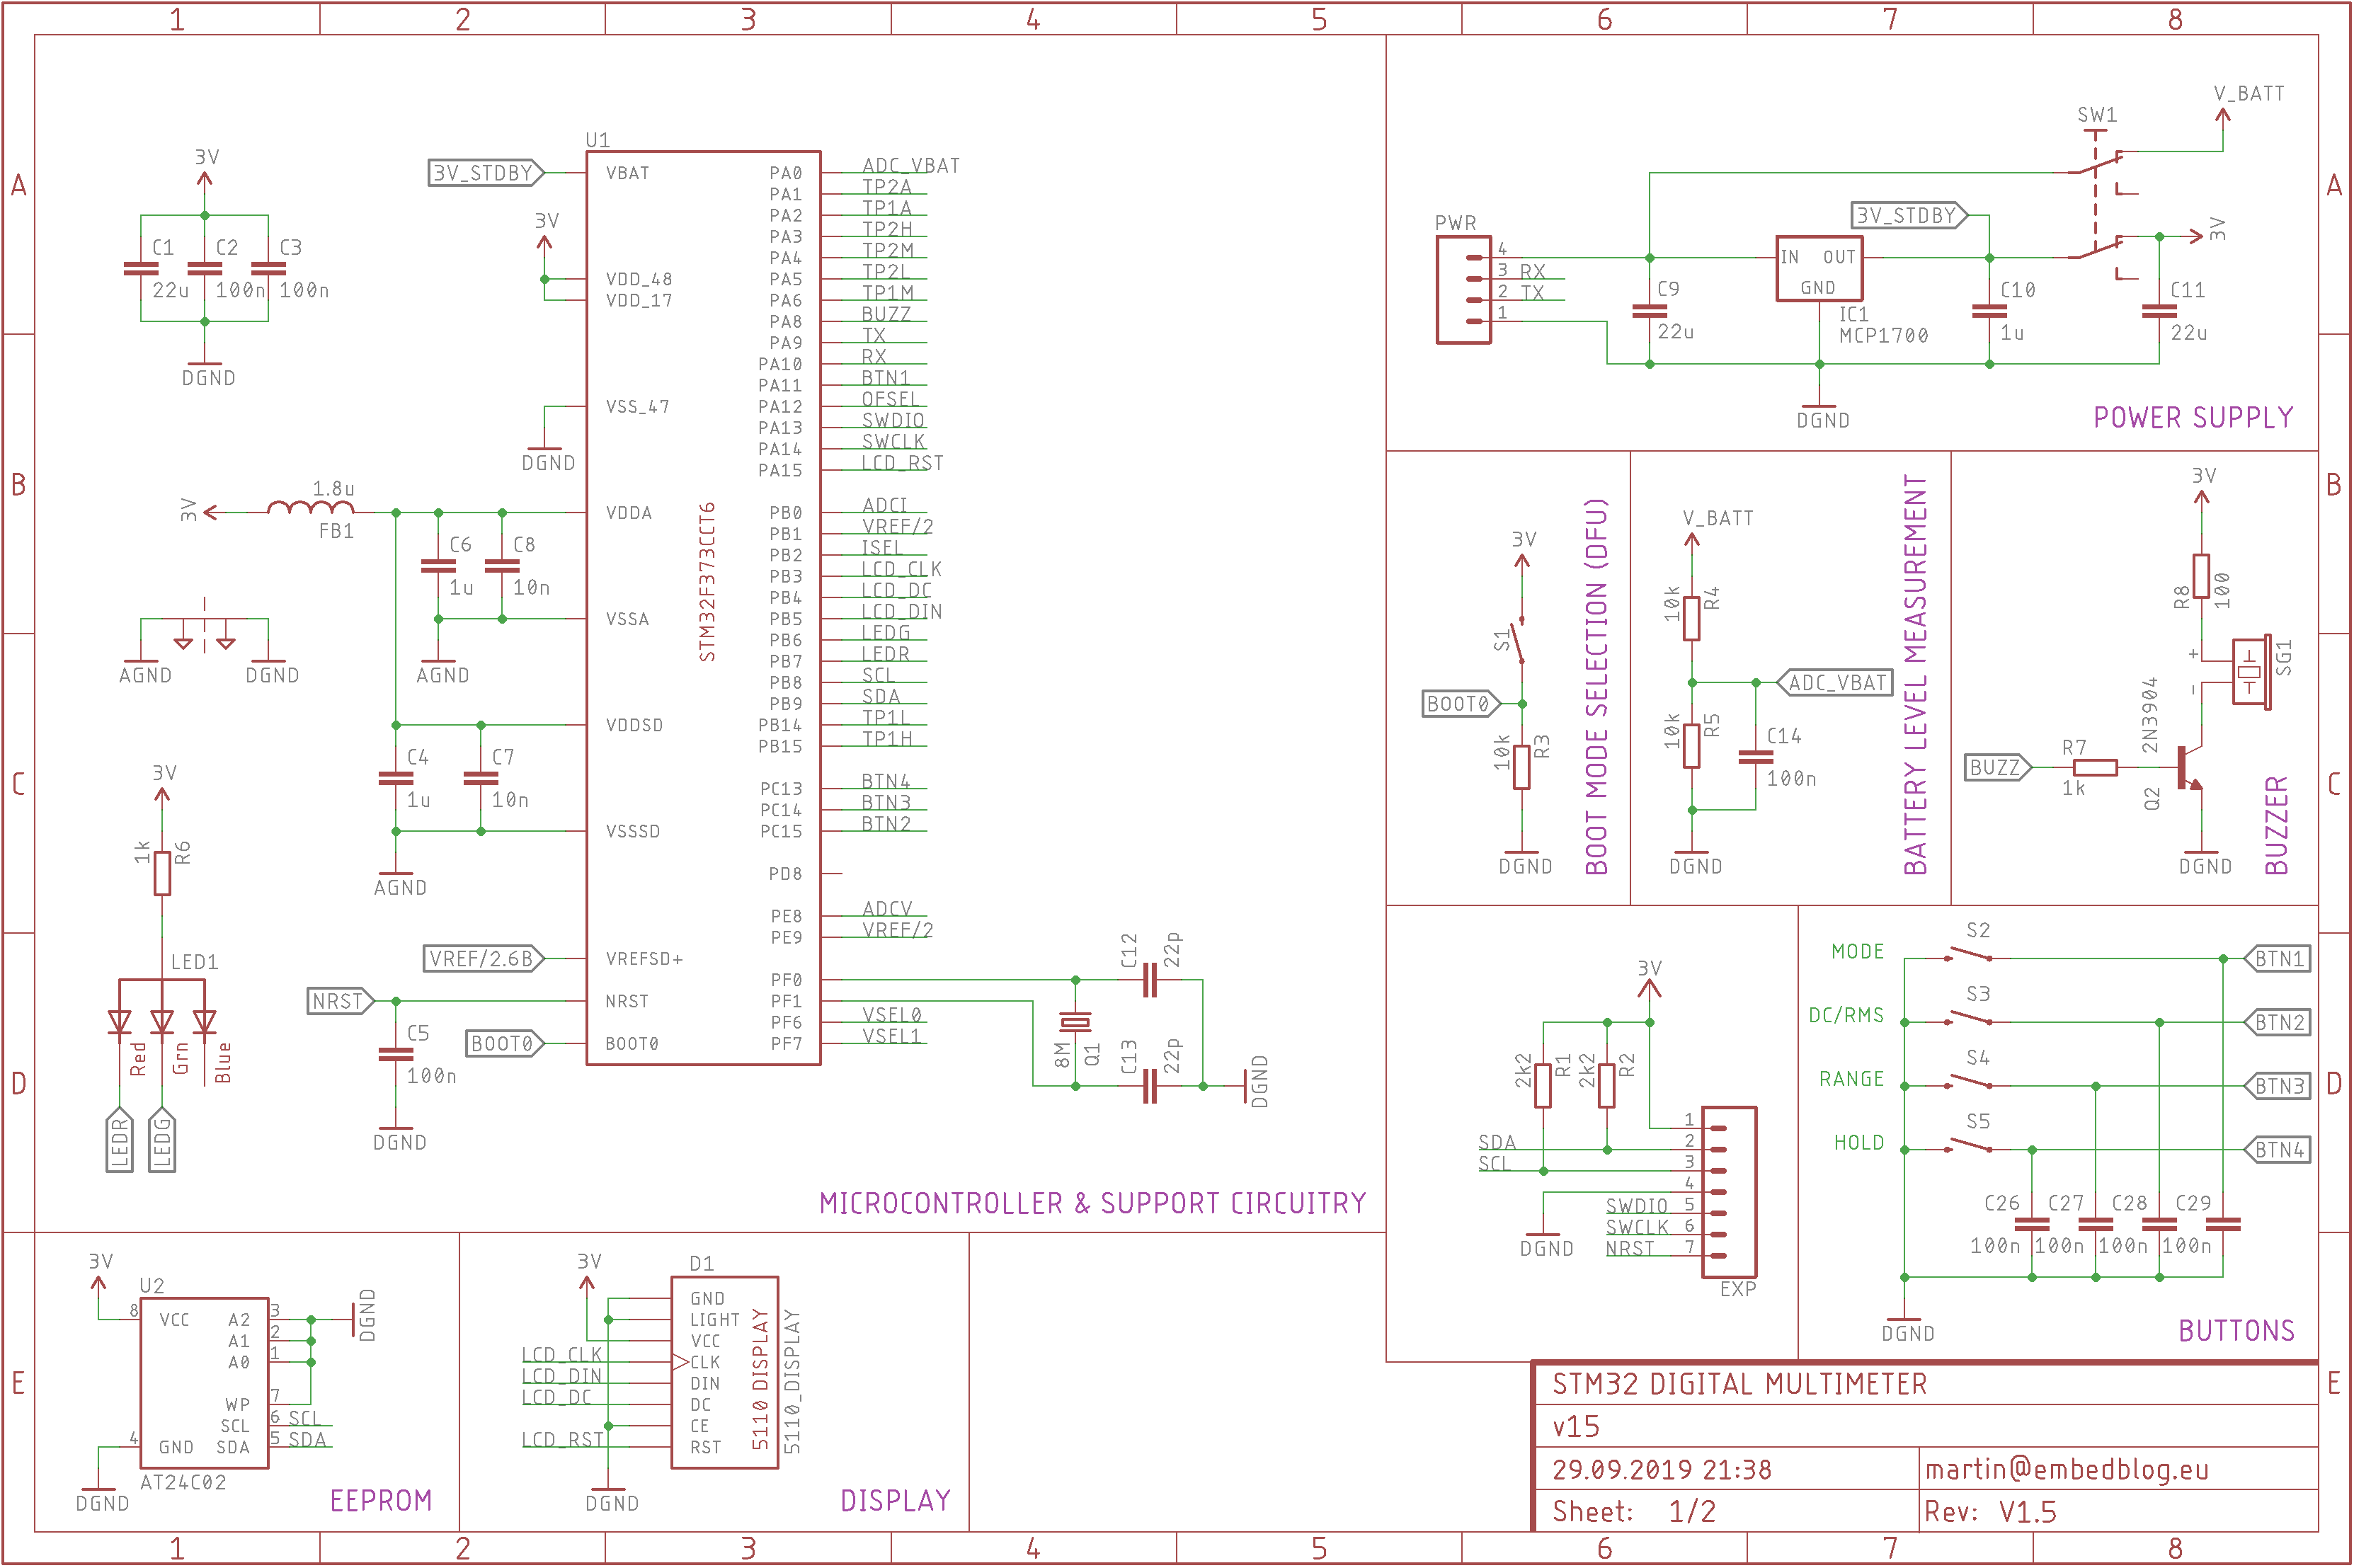 1 2 3 4 5 6 7 8
A A
B B
C C
D D
E E
3V
C1 C2 C3
22u 100n 100n
DGND
U1
3V_STDBY
3V
DGND
STM32F373CCT6
VBAT
VDD_48
VDD_17
VSS_47
VDDA
VSSA
VDDSD
VSSSD
VREFSD+
NRST
BOOT0
PA0 ADC_VBAT
PA1 TP2A
PA2 TP1A
PA3 TP2H
PA4 TP2M
PA5 TP2L
PA6 TP1M
PA8 BUZZ
PA9 TX
PA10 RX
PA11 BTN1
PA12 OFSEL
PA13 SWDIO
PA14 SWCLK
PA15 LCD_RST
PB0 ADCI
PB1 VREF/2
PB2 ISEL
PB3 LCD_CLK
PB4 LCD_DC
PB5 LCD_DIN
PB6 LEDG
PB7 LEDR
PB8 SCL
PB9 SDA
PB14 TP1L
PB15 TP1H
PC13 BTN4
PC14 BTN3
PC15 BTN2
PD8
PE8 ADCV
PE9 VREF/2
PF0
PF1
PF6 VSEL0
PF7 VSEL1
3V
1.8u
FB1
C6 C8
1u 10n
AGND
AGND DGND
C4 C7
1u 10n
AGND
3V
1k R6
LED1
Red Grn Blue
LEDR LEDG
VREF/2.6B
NRST
C5
100n
DGND
BOOT0
C12 22p
8M Q1
C13 22p
DGND
MICROCONTROLLER & SUPPORT CIRCUITRY
PWR
4
3 RX
2 TX
1
C9
22u
IN OUT
GND
IC1
MCP1700
3V_STDBY
C10
1u
C11
22u
SW1
V_BATT
3V
DGND
POWER SUPPLY
3V
S1
BOOT0
10k R3
DGND
BOOT MODE SELECTION (DFU)
V_BATT
10k R4
ADC_VBAT
10k R5
C14
100n
DGND
BATTERY LEVEL MEASUREMENT
3V
R8 100
+
-
SG1
2N3904
Q2
BUZZ
R7
1k
DGND
BUZZER
3V
2k2 R1 2k2 R2
1
SDA 2
SCL 3
4
SWDIO 5
SWCLK 6
NRST 7
DGND
EXP
MODE S2 BTN1
DC/RMS S3 BTN2
RANGE S4 BTN3
HOLD S5 BTN4
C26 C27 C28 C29
100n 100n 100n 100n
DGND
BUTTONS
3V
U2
8 VCC
4 GND
A2 3
A1 2
A0 1
WP 7
SCL 6 SCL
SDA 5 SDA
DGND
DGND
AT24C02
EEPROM
3V
D1
GND
LIGHT
VCC
LCD_CLK CLK
LCD_DIN DIN
LCD_DC DC
CE
LCD_RST RST
5110 DISPLAY
5110_DISPLAY
DGND
DISPLAY
STM32 DIGITAL MULTIMETER
v15
29.09.2019 21:38 martin@embedblog.eu
Sheet: 1/2 Rev: V1.5
1 2 3 4 5 6 7 8